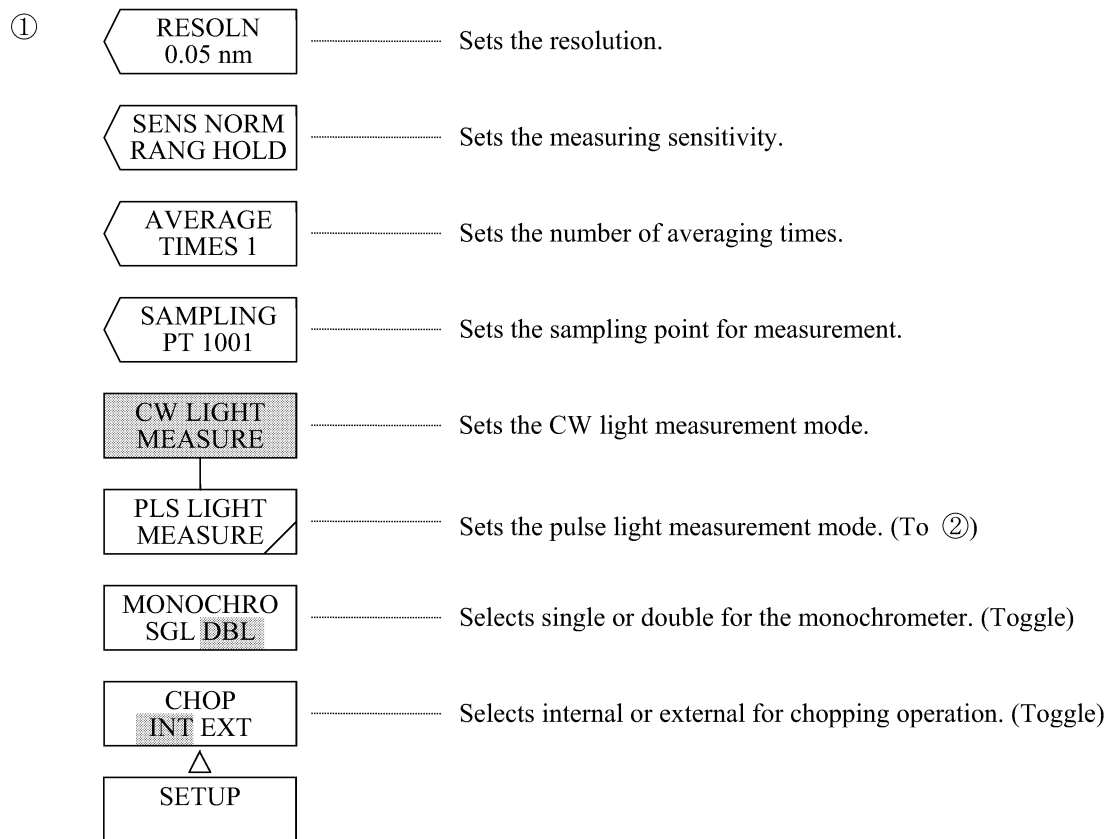 ①
RESOLN
0.05 nm
Sets the resolution.
SENS NORM
RANG HOLD
Sets the measuring sensitivity.
AVERAGE
TIMES 1
Sets the number of averaging times.
SAMPLING
PT 1001
Sets the sampling point for measurement.
CW LIGHT
MEASURE
Sets the CW light measurement mode.
PLS LIGHT
MEASURE
Sets the pulse light measurement mode. (To ②)
MONOCHRO
SGL DBL
Selects single or double for the monochrometer. (Toggle)
CHOP
INT EXT
Selects internal or external for chopping operation. (Toggle)
SETUP